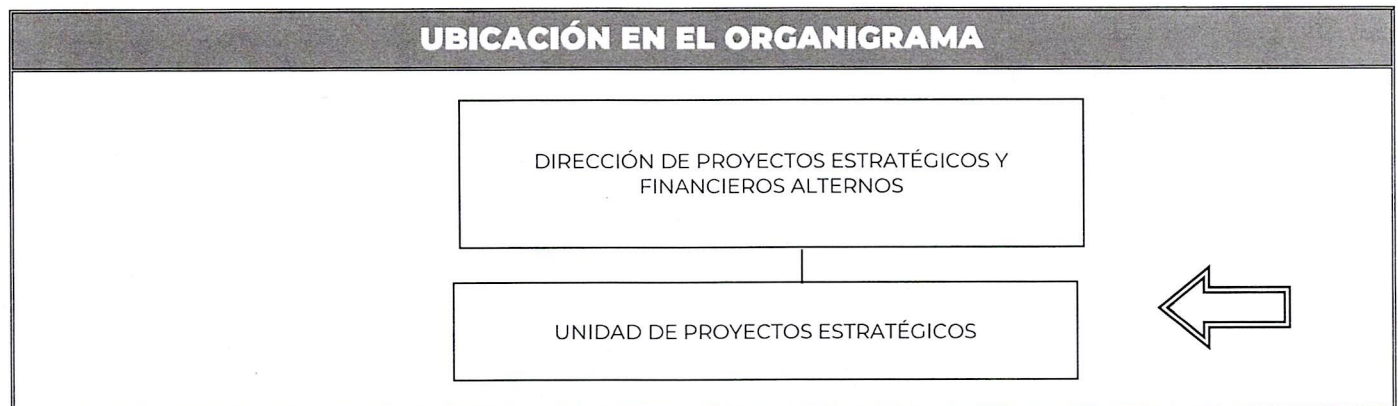 UBICACIÓN EN EL ORGANIGRAMA
DIRECCIÓN DE PROYECTOS ESTRATÉGICOS Y
FINANCIEROS ALTERNOS
UNIDAD DE PROYECTOS ESTRATÉGICOS